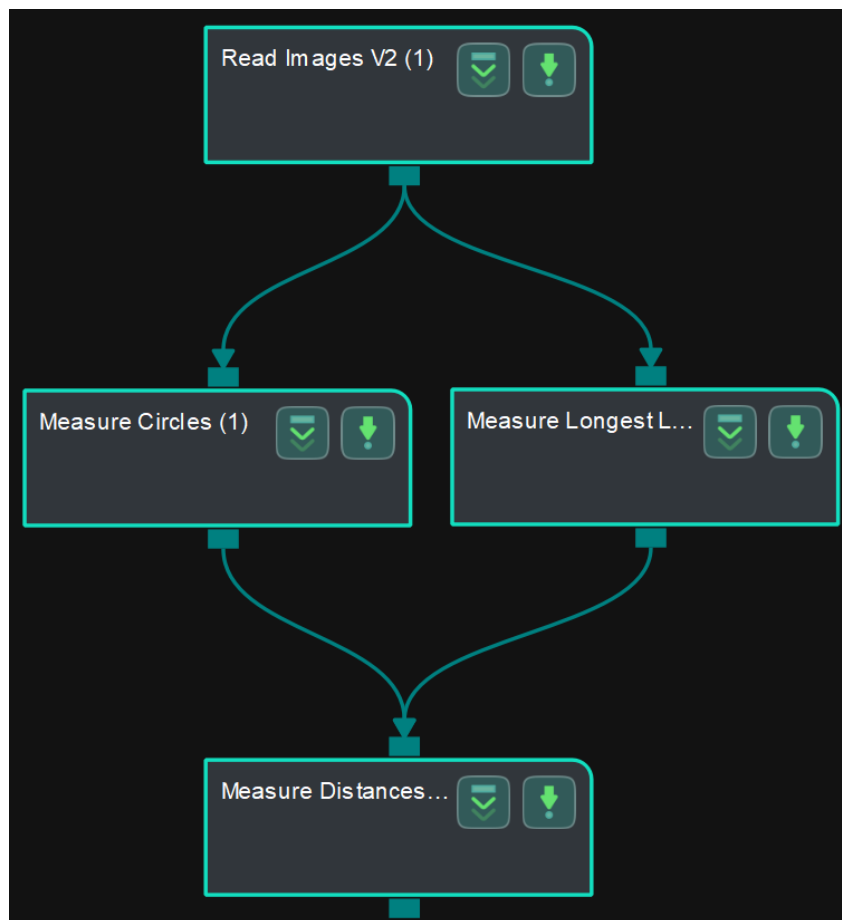 Read Images V2 (1)
Measure Circles (1)
Measure Longest L...
Measure Distances...